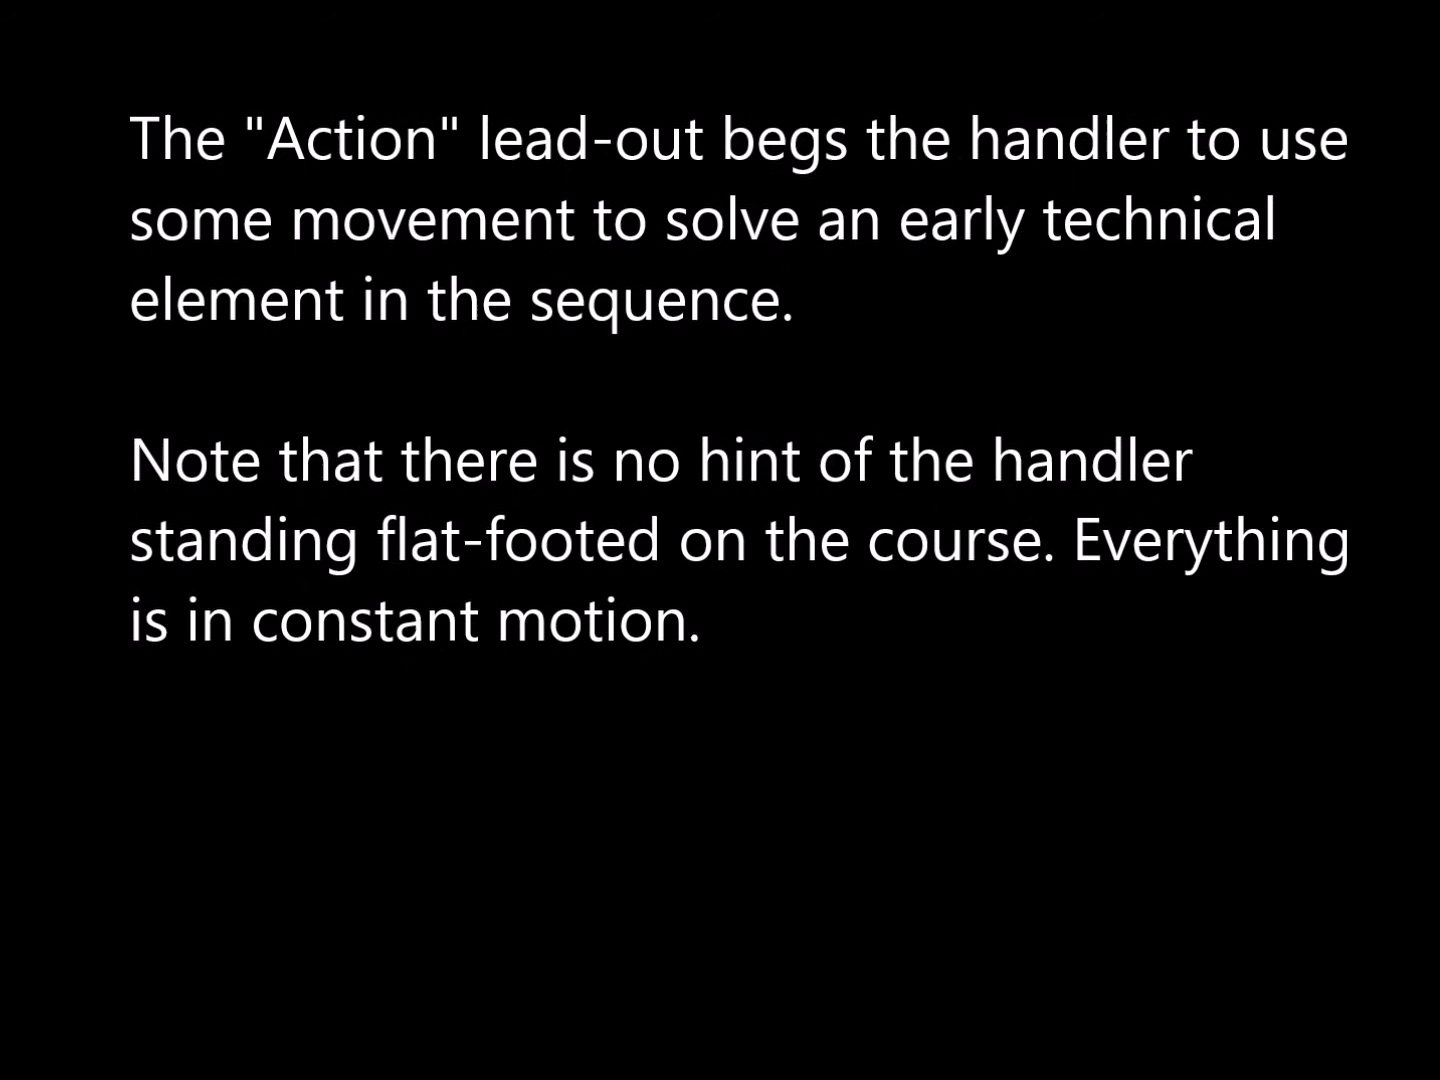 The "Action" lead-out begs the handler to use
some movement to solve an early technical
element in the sequence.
Note that there is no hint of the handler
standing flat-footed on the course. Everything
is in constant motion.